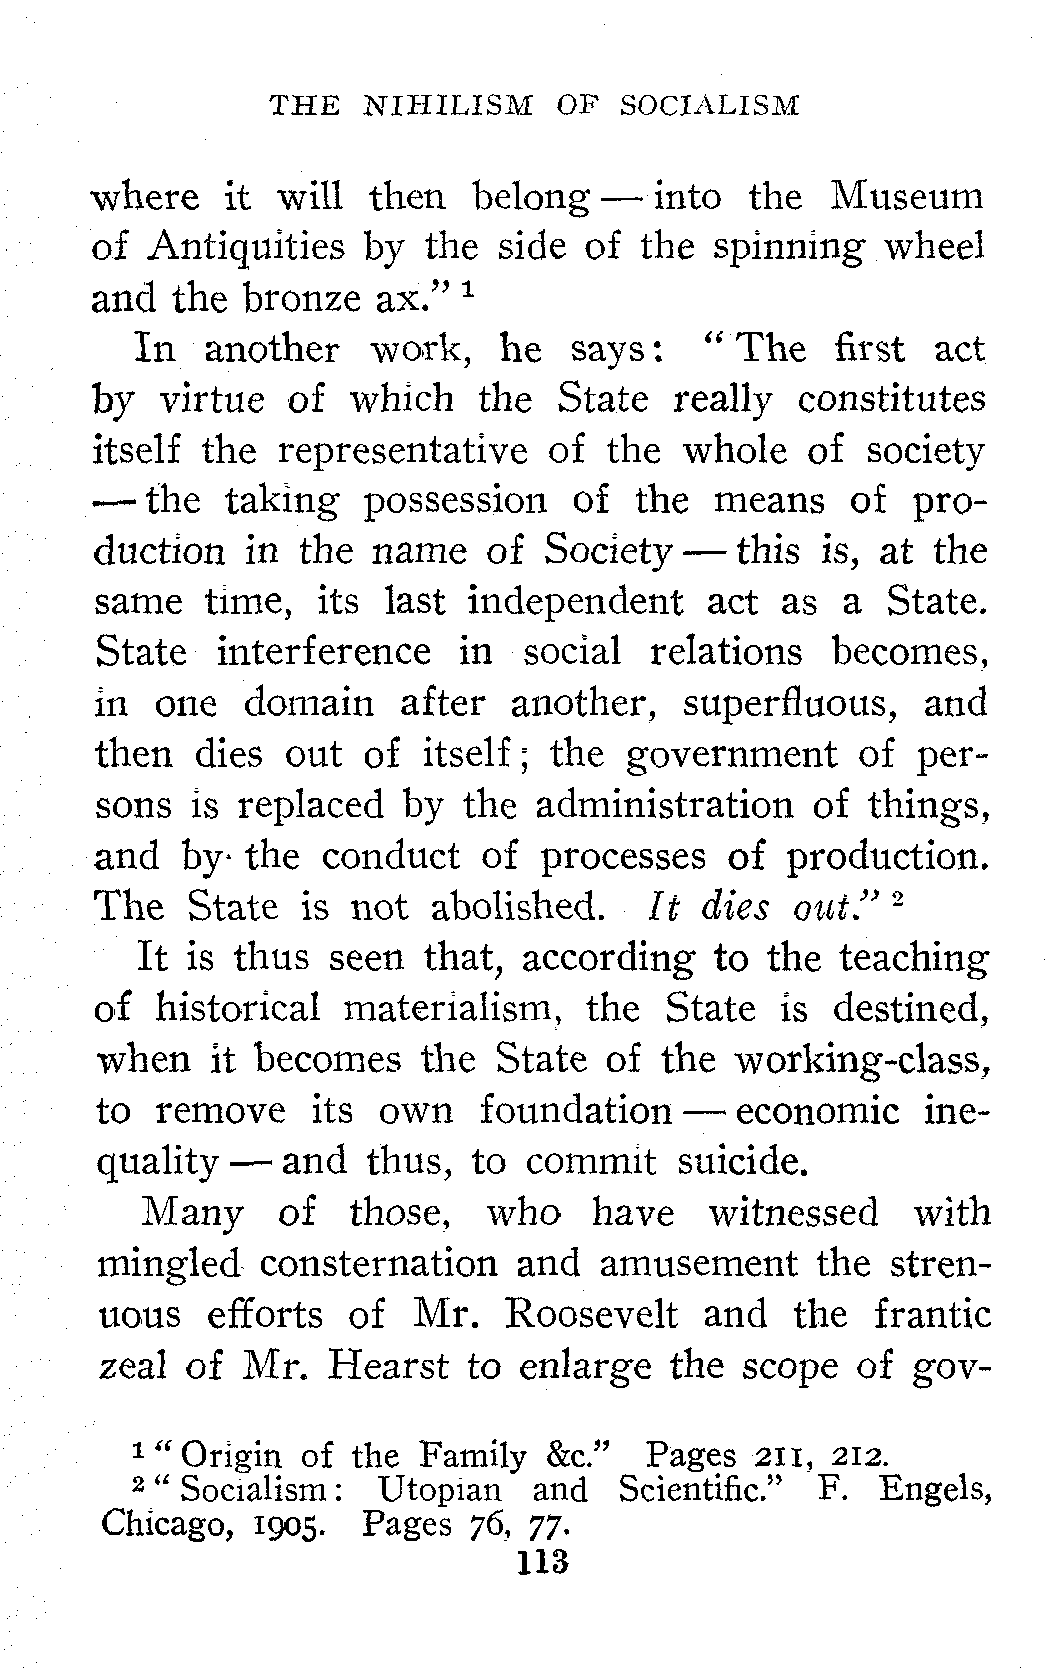 THE NIHILISM OF SOCIALISM
where it will then belong — into the Museum
of Antiquities by the side of the spinning wheel
and the bronze ax." 1
In another work, he says: " The first act
by virtue of which the State really constitutes
itself the representative of the whole of society
— the taking possession of the means of pro-
duction in the name of Society — this is, at the
same time, its last independent act as a State.
State interference in social relations becomes,
in one domain after another, superfluous, and
then dies out of itself; the government of per-
sons is replaced by the administration of things,
and by the conduct of processes of production.
The State is not abolished. It dies out." 2
It is thus seen that, according to the teaching
of historical materialism, the State is destined,
when it becomes the State of the working-class,
to remove its own foundation — economic ine-
quality — and thus, to commit suicide.
Many of those, who have witnessed with
mingled consternation and amusement the stren-
uous efforts of Mr. Roosevelt and the frantic
zeal of Mr. Hearst to enlarge the scope of gov-
1 " Origin of the Family &c." Pages 211, 212.
2 " Socialism: Utopian and Scientific." F. Engels,
Chicago, 1905. Pages 76, 77.
113